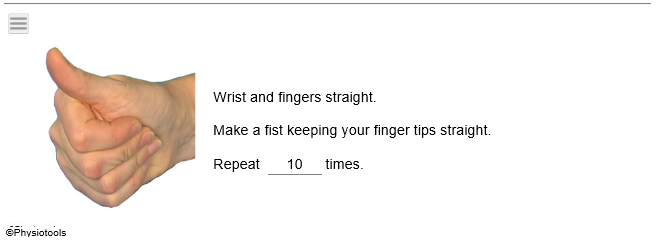 Wrist and fingers straight.
Make a fist keeping your finger tips straight.
Repeat 10 times.
©Physiotools